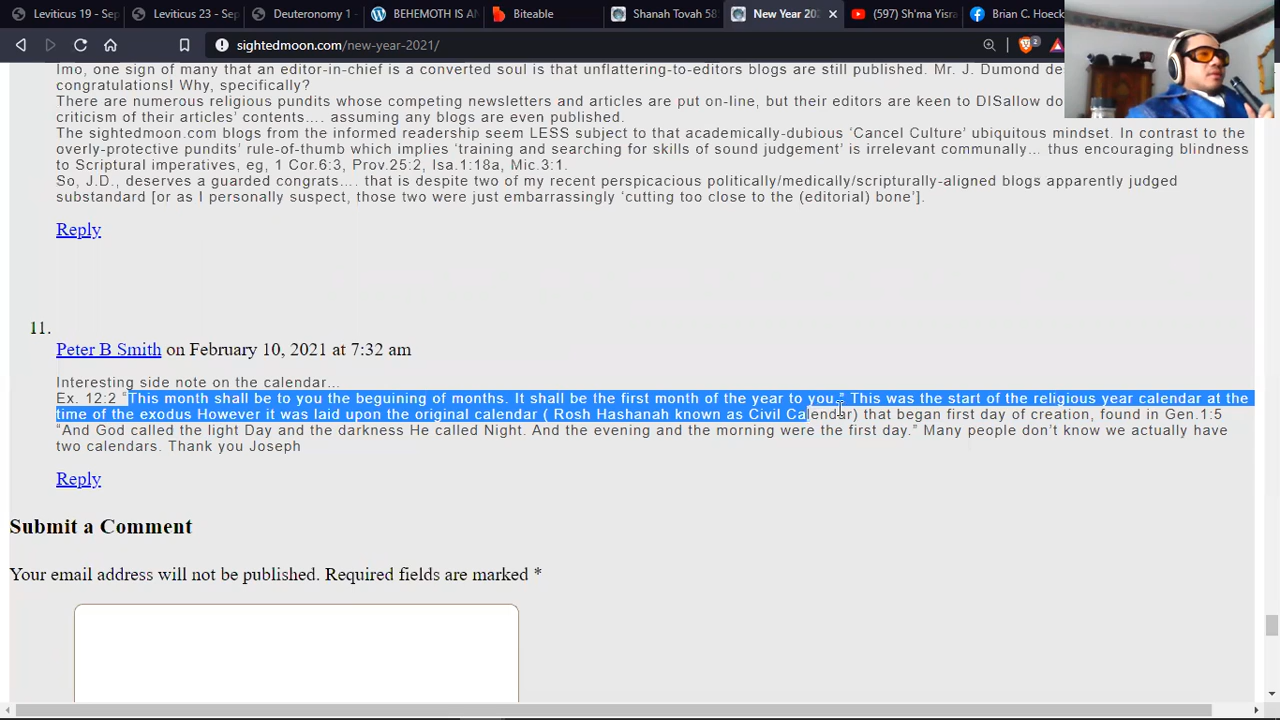 Leviticus 19 - Sep
Leviticus 23 - Sep
Deuteronomy 1 -
BEHEMOTH IS AN
Biteable
Shanah Tovah 58
New Year 202
(597) Sh'ma Yisra
Brian C. Hoeck
sightedmoon.com/new-year-2021/
2
Imo, one sign of many that an editor-in-chief is a converted soul is that unflattering-to-editors blogs are still published. Mr. J. Dumond de
congratulations! Why, specifically?
There are numerous religious pundits whose competing newsletters and articles are put on-line, but their editors are keen to DISallow do
criticism of their articles' contents…. assuming any blogs are even published.
The sightedmoon.com blogs from the informed readership seem LESS subject to that academically-dubious 'Cancel Culture' ubiquitous mindset. In contrast to the
overly-protective pundits' rule-of-thumb which implies 'training and searching for skills of sound judgement' is irrelevant communally… thus encouraging blindness
to Scriptural imperatives, eg, 1 Cor.6:3, Prov.25:2, Isa.1:18a, Mic.3:1.
So, J.D., deserves a guarded congrats…. that is despite two of my recent perspicacious politically/medically/scripturally-aligned blogs apparently judged
substandard [or as I personally suspect, those two were just embarrassingly 'cutting too close to the (editorial) bone'].
Reply
11.
Peter B Smith on February 10, 2021 at 7:32 am
Interesting side note on the calendar…
Ex. 12:2 "This month shall be to you the beguining of months. It shall be the first month of the year to you." This was the start of the religious year calendar at the
time of the exodus However it was laid upon the original calendar ( Rosh Hashanah known as Civil Calendar) that began first day of creation, found in Gen.1:5
"And God called the light Day and the darkness He called Night. And the evening and the morning were the first day." Many people don't know we actually have
two calendars. Thank you Joseph
Reply
Submit a Comment
Your email address will not be published. Required fields are marked *